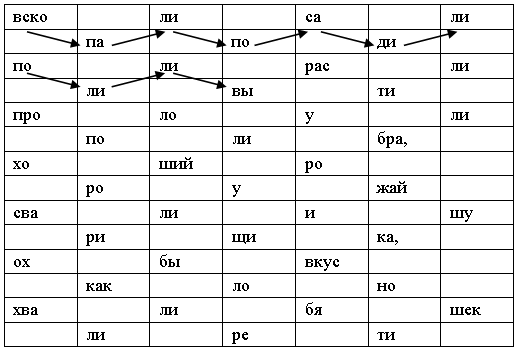 вско ли са ли
па по ди
по ли рас ли
ли вы ти
про ло у ли
по ли бра,
хо ший ро
ро у жай
сва ли и шу
ри щи ка,
ох бы вкус
как ло но
хва ли бя шек
ли ре ти